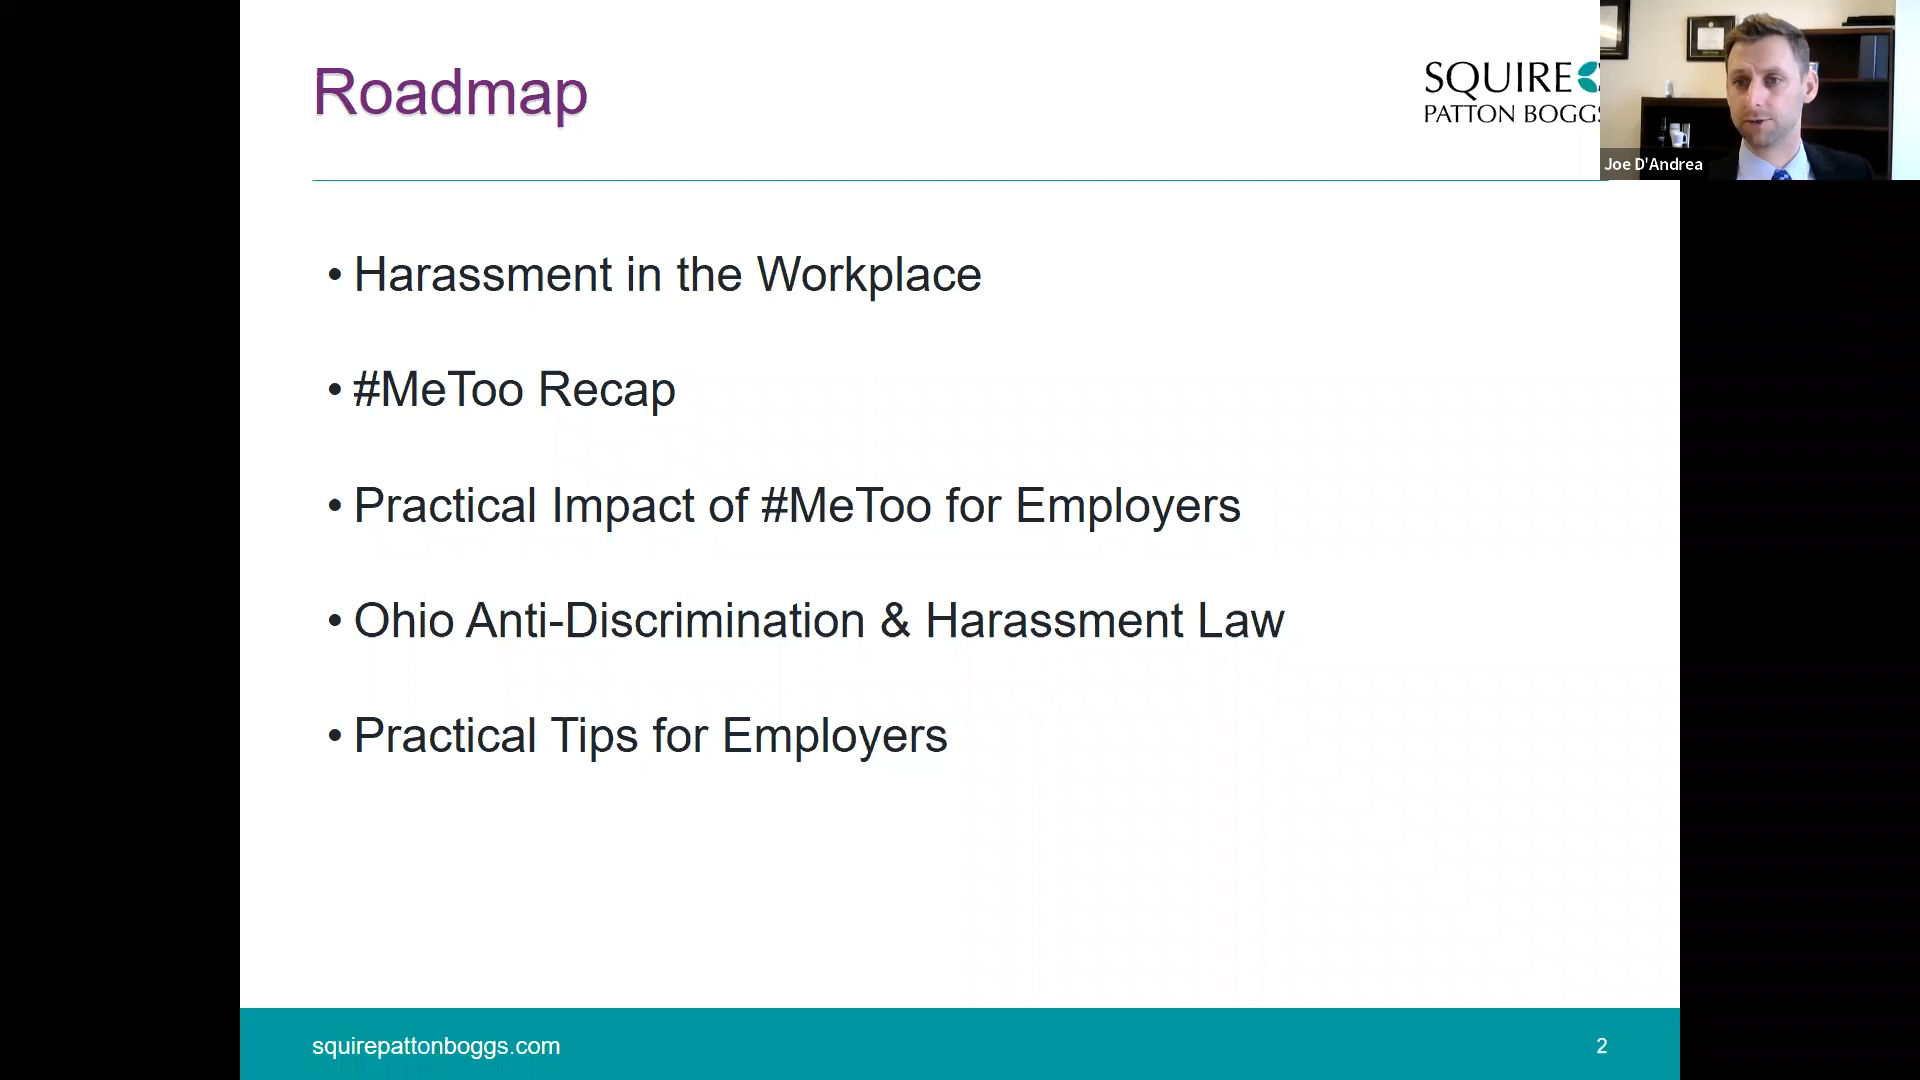 Roadmap
SQUIRE
PATTON BOGGS
Joe D'Andrea
• Harassment in the Workplace
• #MeToo Recap
• Practical Impact of #MeToo for Employers
• Ohio Anti-Discrimination & Harassment Law
• Practical Tips for Employers
squirepattonboggs.com
2